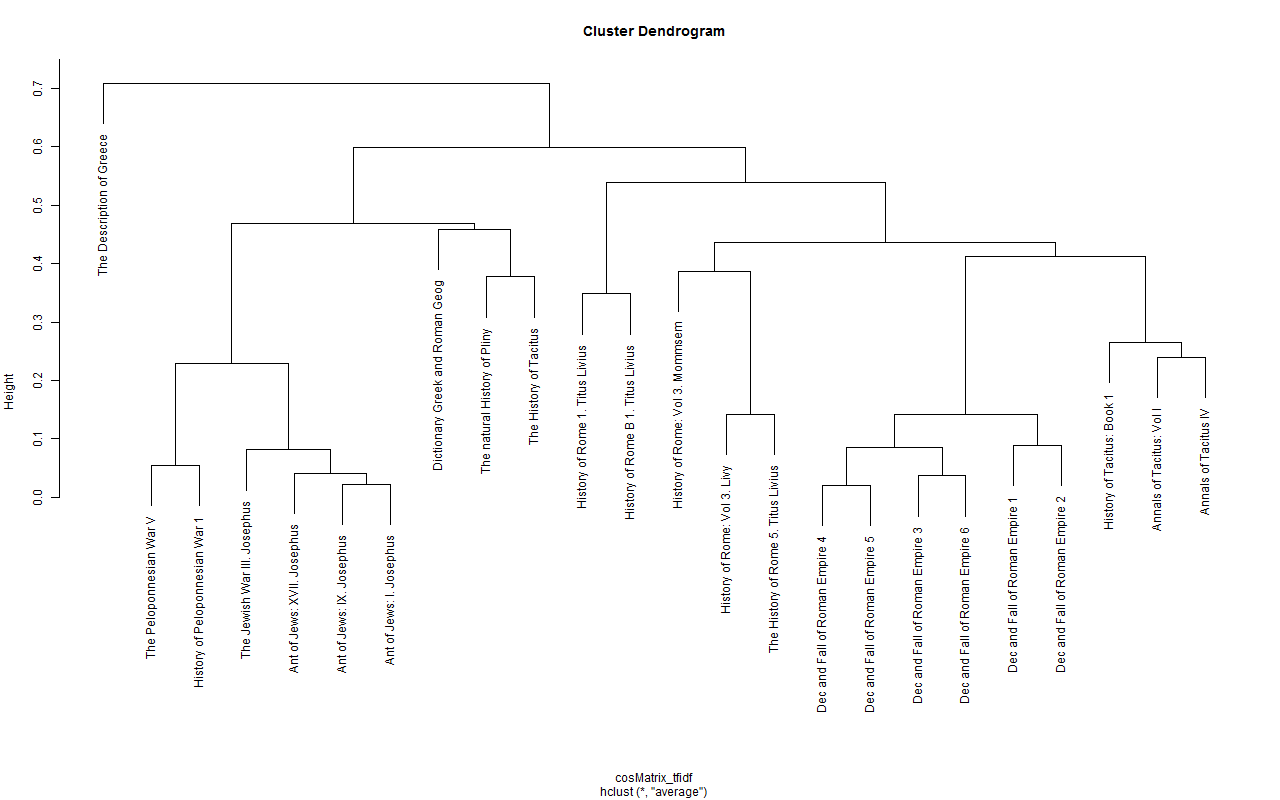 Cluster Dendrogram
Height
0.7
0.6
0.5
0.4
0.3
0.2
0.1
0.0
The Description of Greece
The Peloponnesian War V
History of Peloponnesian War 1
The Jewish War III. Josephus
Ant of Jews: XVII. Josephus
Ant of Jews: IX. Josephus
Ant of Jews: I. Josephus
Dictionary Greek and Roman Geog
The natural History of Pliny
The History of Tacitus
History of Rome 1. Titus Livius
History of Rome B 1. Titus Livius
History of Rome: Vol 3. Mommsem
History of Rome: Vol 3. Livy
The History of Rome 5. Titus Livius
Dec and Fall of Roman Empire 4
Dec and Fall of Roman Empire 5
Dec and Fall of Roman Empire 3
Dec and Fall of Roman Empire 6
Dec and Fall of Roman Empire 1
Dec and Fall of Roman Empire 2
History of Tacitus: Book 1
Annals of Tacitus: Vol I
Annals of Tacitus IV
cosMatrix_tfidf
hclust (*, "average")